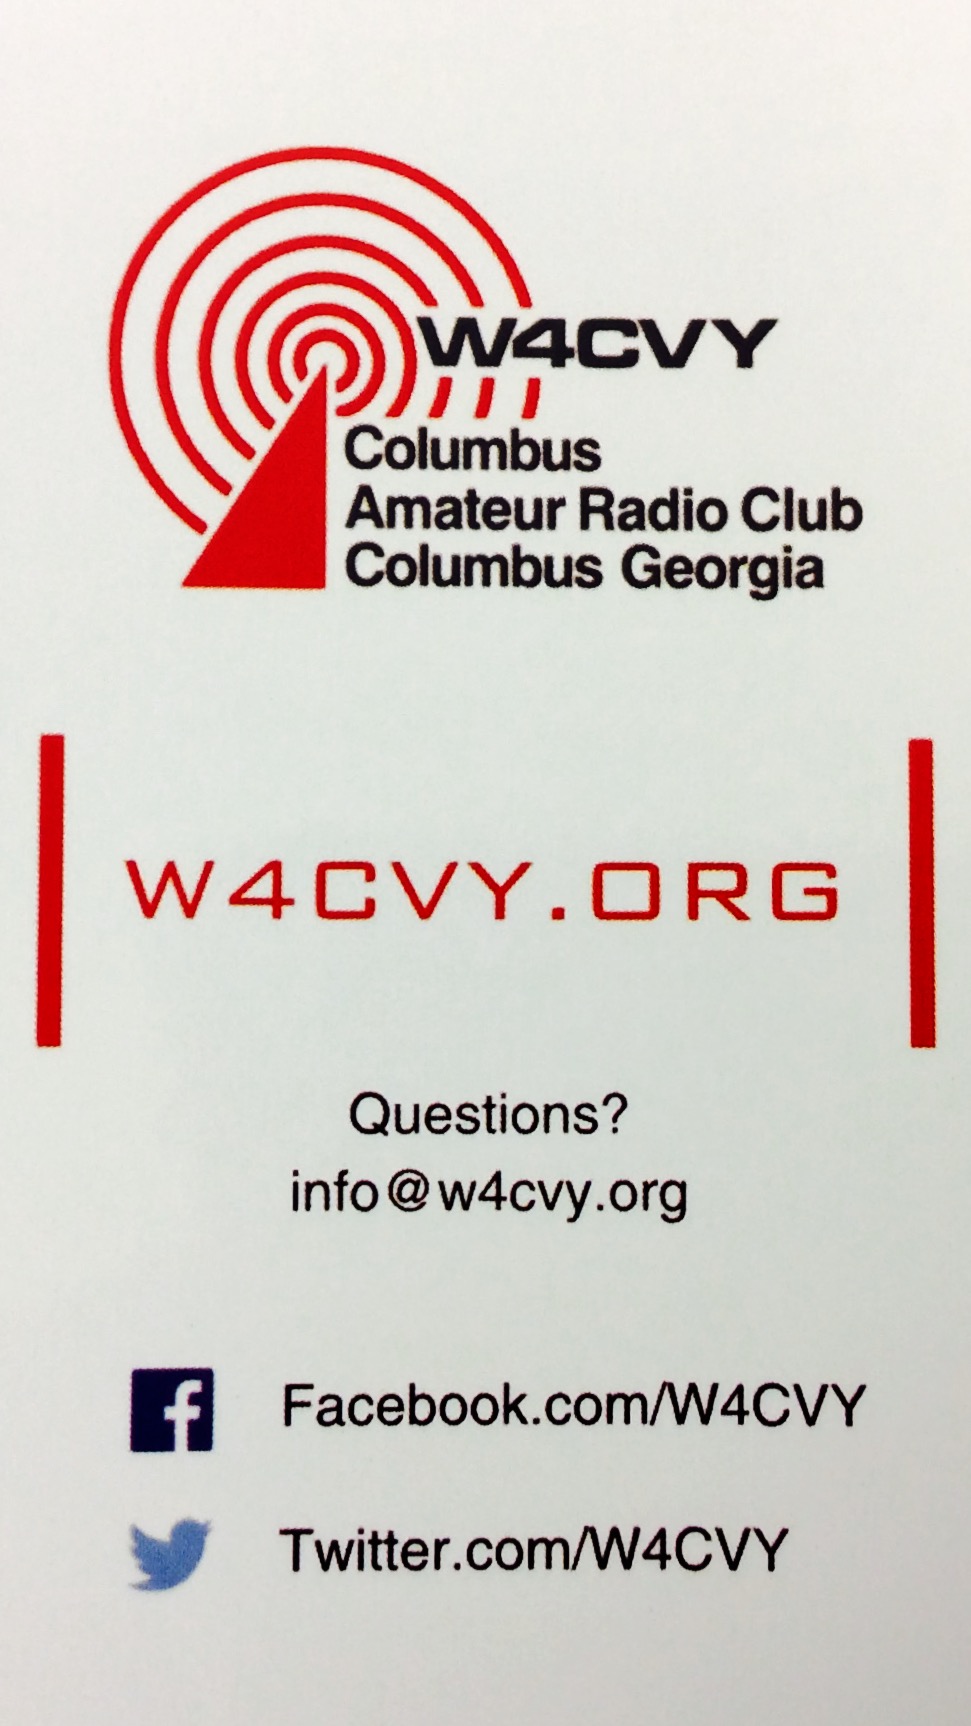 W4CVY
Columbus
Amateur Radio Club
Columbus Georgia
W4CVY.ORG
Questions?
info@w4cvy.org
Facebook.com/W4CVY
Twitter.com/W4CVY